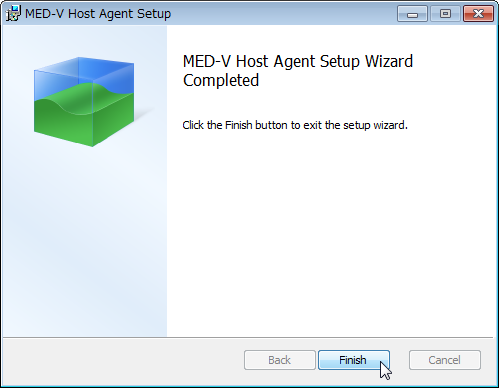 MED-V Host Agent Setup
MED-V Host Agent Setup Wizard
Completed
Click the Finish button to exit the setup wizard.
Back
Finish
Cancel